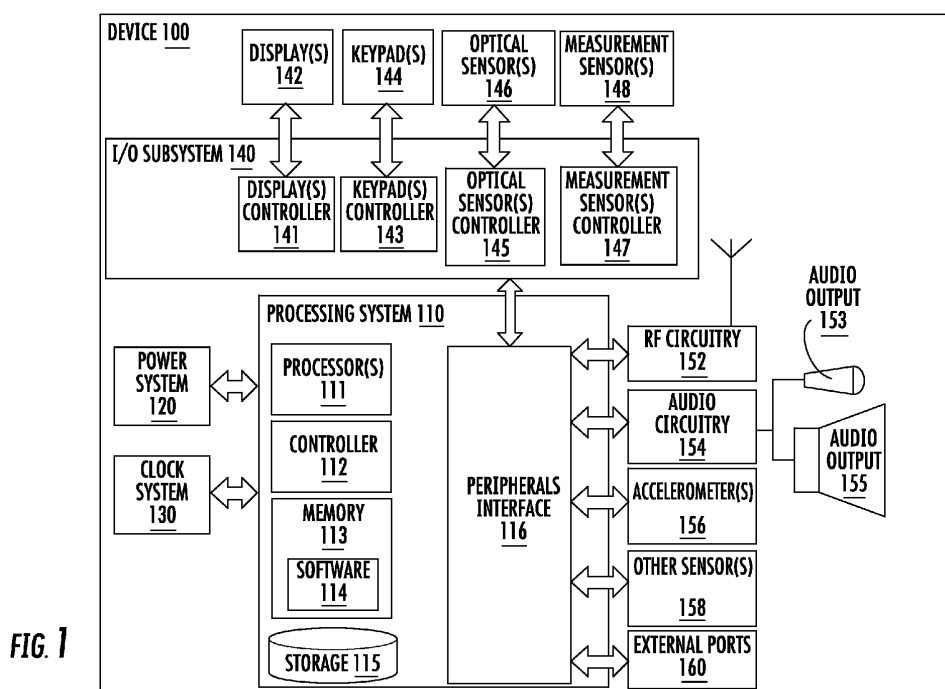 DEVICE 100
DISPLAY(S)
142
KEYPAD(S)
144
OPTICAL
SENSOR(S)
146
MEASUREMENT
SENSOR(S)
148
I/O SUBSYSTEM 140
DISPLAY(S)
CONTROLLER
141
KEYPAD(S)
CONTROLLER
143
OPTICAL
SENSOR(S)
CONTROLLER
145
MEASUREMENT
SENSOR(S)
CONTROLLER
147
PROCESSING SYSTEM 110
POWER
SYSTEM
120
CLOCK
SYSTEM
130
PROCESSOR(S)
111
CONTROLLER
112
MEMORY
113
SOFTWARE
114
STORAGE 115
PERIPHERALS
INTERFACE
116
RF CIRCUITRY
152
AUDIO
CIRCUITRY
154
ACCELEROMETER(S)
156
OTHER SENSOR(S)
158
EXTERNAL PORTS
160
AUDIO
OUTPUT
153
AUDIO
OUTPUT
155
FIG. 1